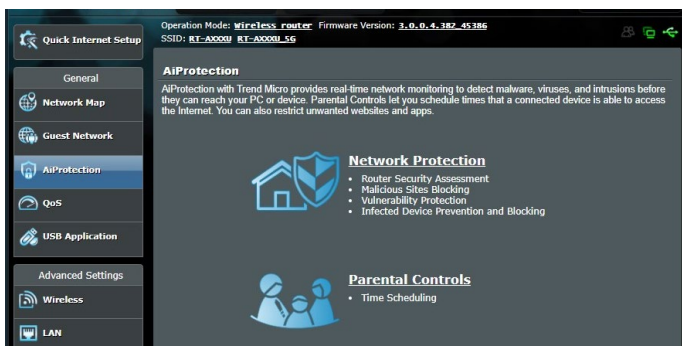 Quick Internet Setup
General
Network Map
Guest Network
AiProtection
QoS
USB Application
Advanced Settings
Wireless
LAN
Operation Mode: Wireless router Firmware Version: 3.0.0.4.382_45386
SSID: RT-AXXXU RT-AXXXU_5G
AiProtection
AiProtection with Trend Micro provides real-time network monitoring to detect malware, viruses, and intrusions before
they can reach your PC or device. Parental Controls let you schedule times that a connected device is able to access
the Internet. You can also restrict unwanted websites and apps.
Network Protection
• Router Security Assessment
• Malicious Sites Blocking
• Vulnerability Protection
• Infected Device Prevention and Blocking
Parental Controls
• Time Scheduling